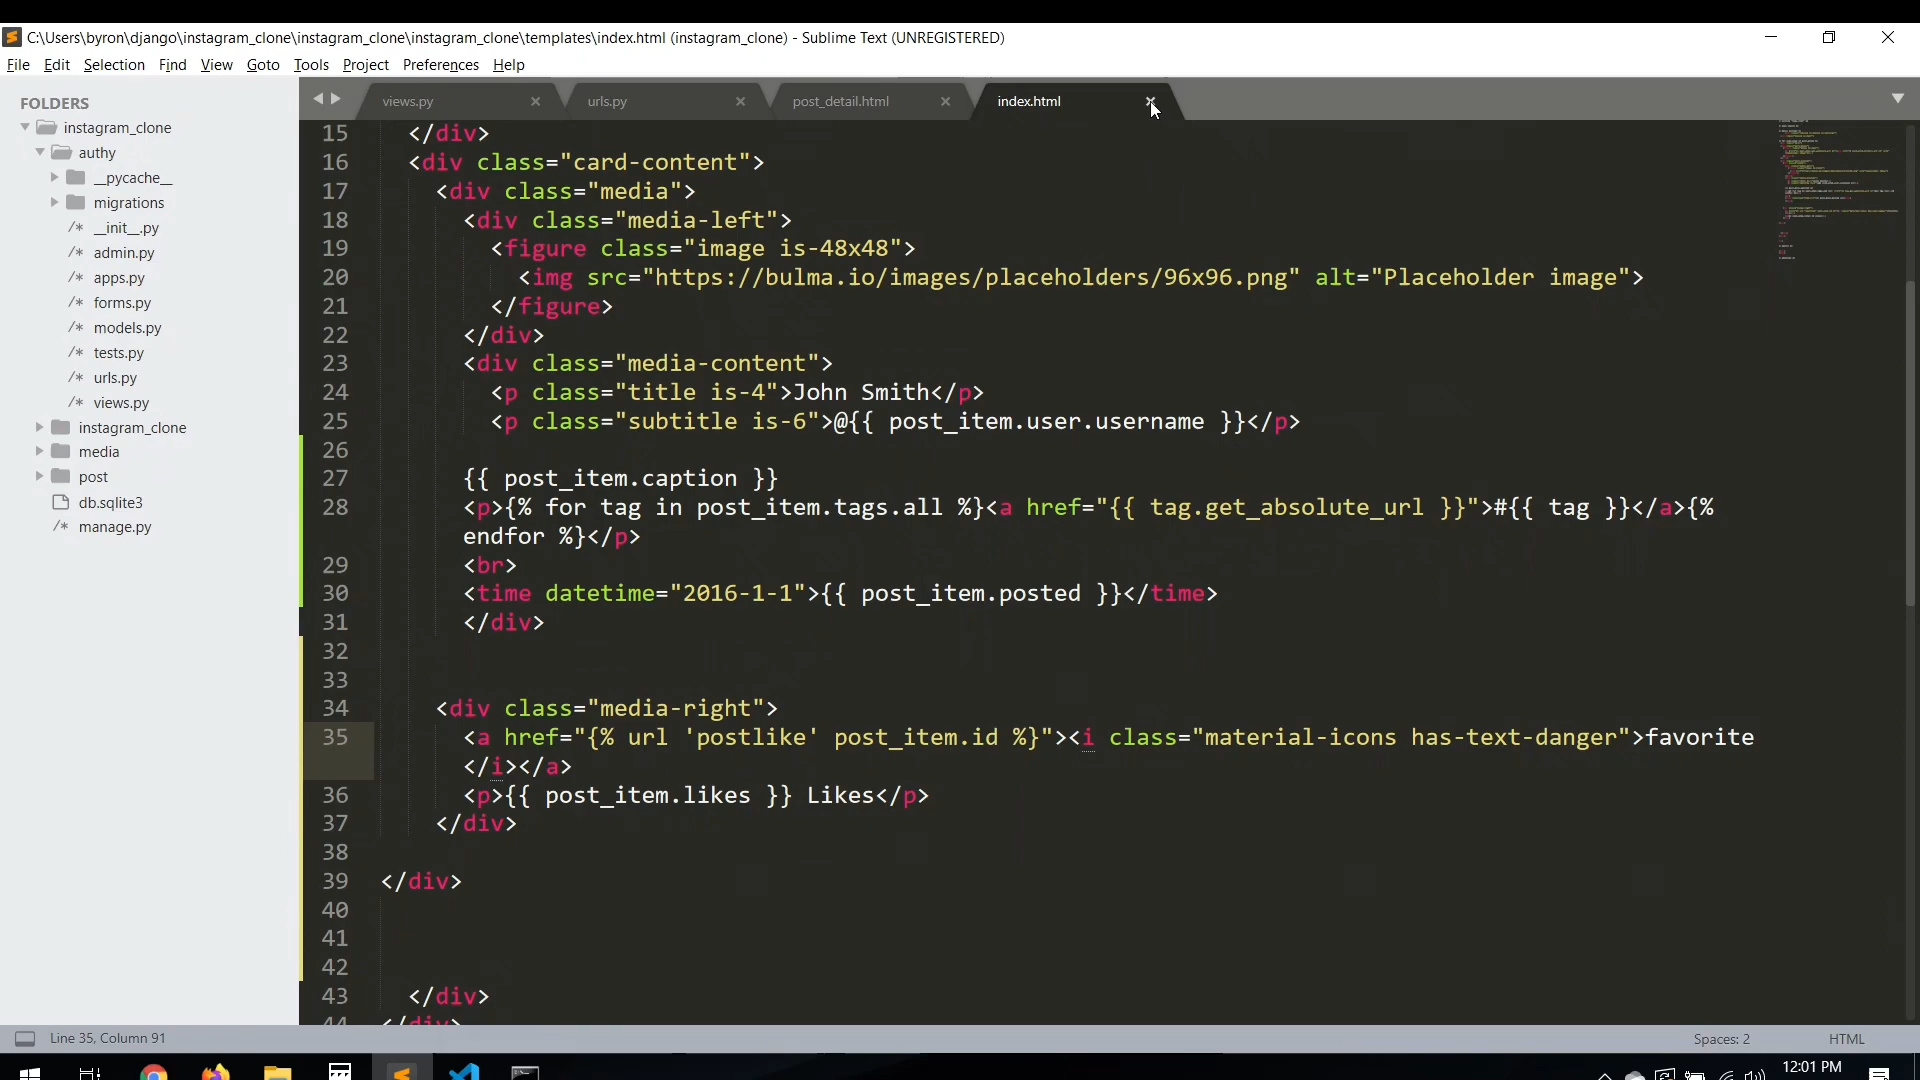 C:\Users\byron\django\instagram_clone\instagram_clone\instagram_clone\templates\index.html (instagram_clone) - Sublime Text (UNREGISTERED)
File Edit Selection Find View Goto Tools Project Preferences Help
FOLDERS
instagram_clone
authy
__pycache__
migrations
/* __init__.py
/* admin.py
/* apps.py
/* forms.py
/* models.py
/* tests.py
/* urls.py
/* views.py
instagram_clone
media
post
db.sqlite3
/* manage.py
views.py urls.py post_detail.html index.html
15 </div>
16 <div class="card-content">
17 <div class="media">
18 <div class="media-left">
19 <figure class="image is-48x48">
20 <img src="https://bulma.io/images/placeholders/96x96.png" alt="Placeholder image">
21 </figure>
22 </div>
23 <div class="media-content">
24 <p class="title is-4">John Smith</p>
25 <p class="subtitle is-6">@{{ post_item.user.username }}</p>
26
27 {{ post_item.caption }}
28 <p>{% for tag in post_item.tags.all %}<a href="{{ tag.get_absolute_url }}">#{{ tag }}</a>{%
endfor %}</p>
29 <br>
30 <time datetime="2016-1-1">{{ post_item.posted }}</time>
31 </div>
32
33
34 <div class="media-right">
35 <a href="{% url 'postlike' post_item.id %}"><i class="material-icons has-text-danger">favorite
</i></a>
36 <p>{{ post_item.likes }} Likes</p>
37 </div>
38
39 </div>
40
41
42
43 </div>
44 </div>
Line 35, Column 91
Spaces: 2
HTML
12:01 PM